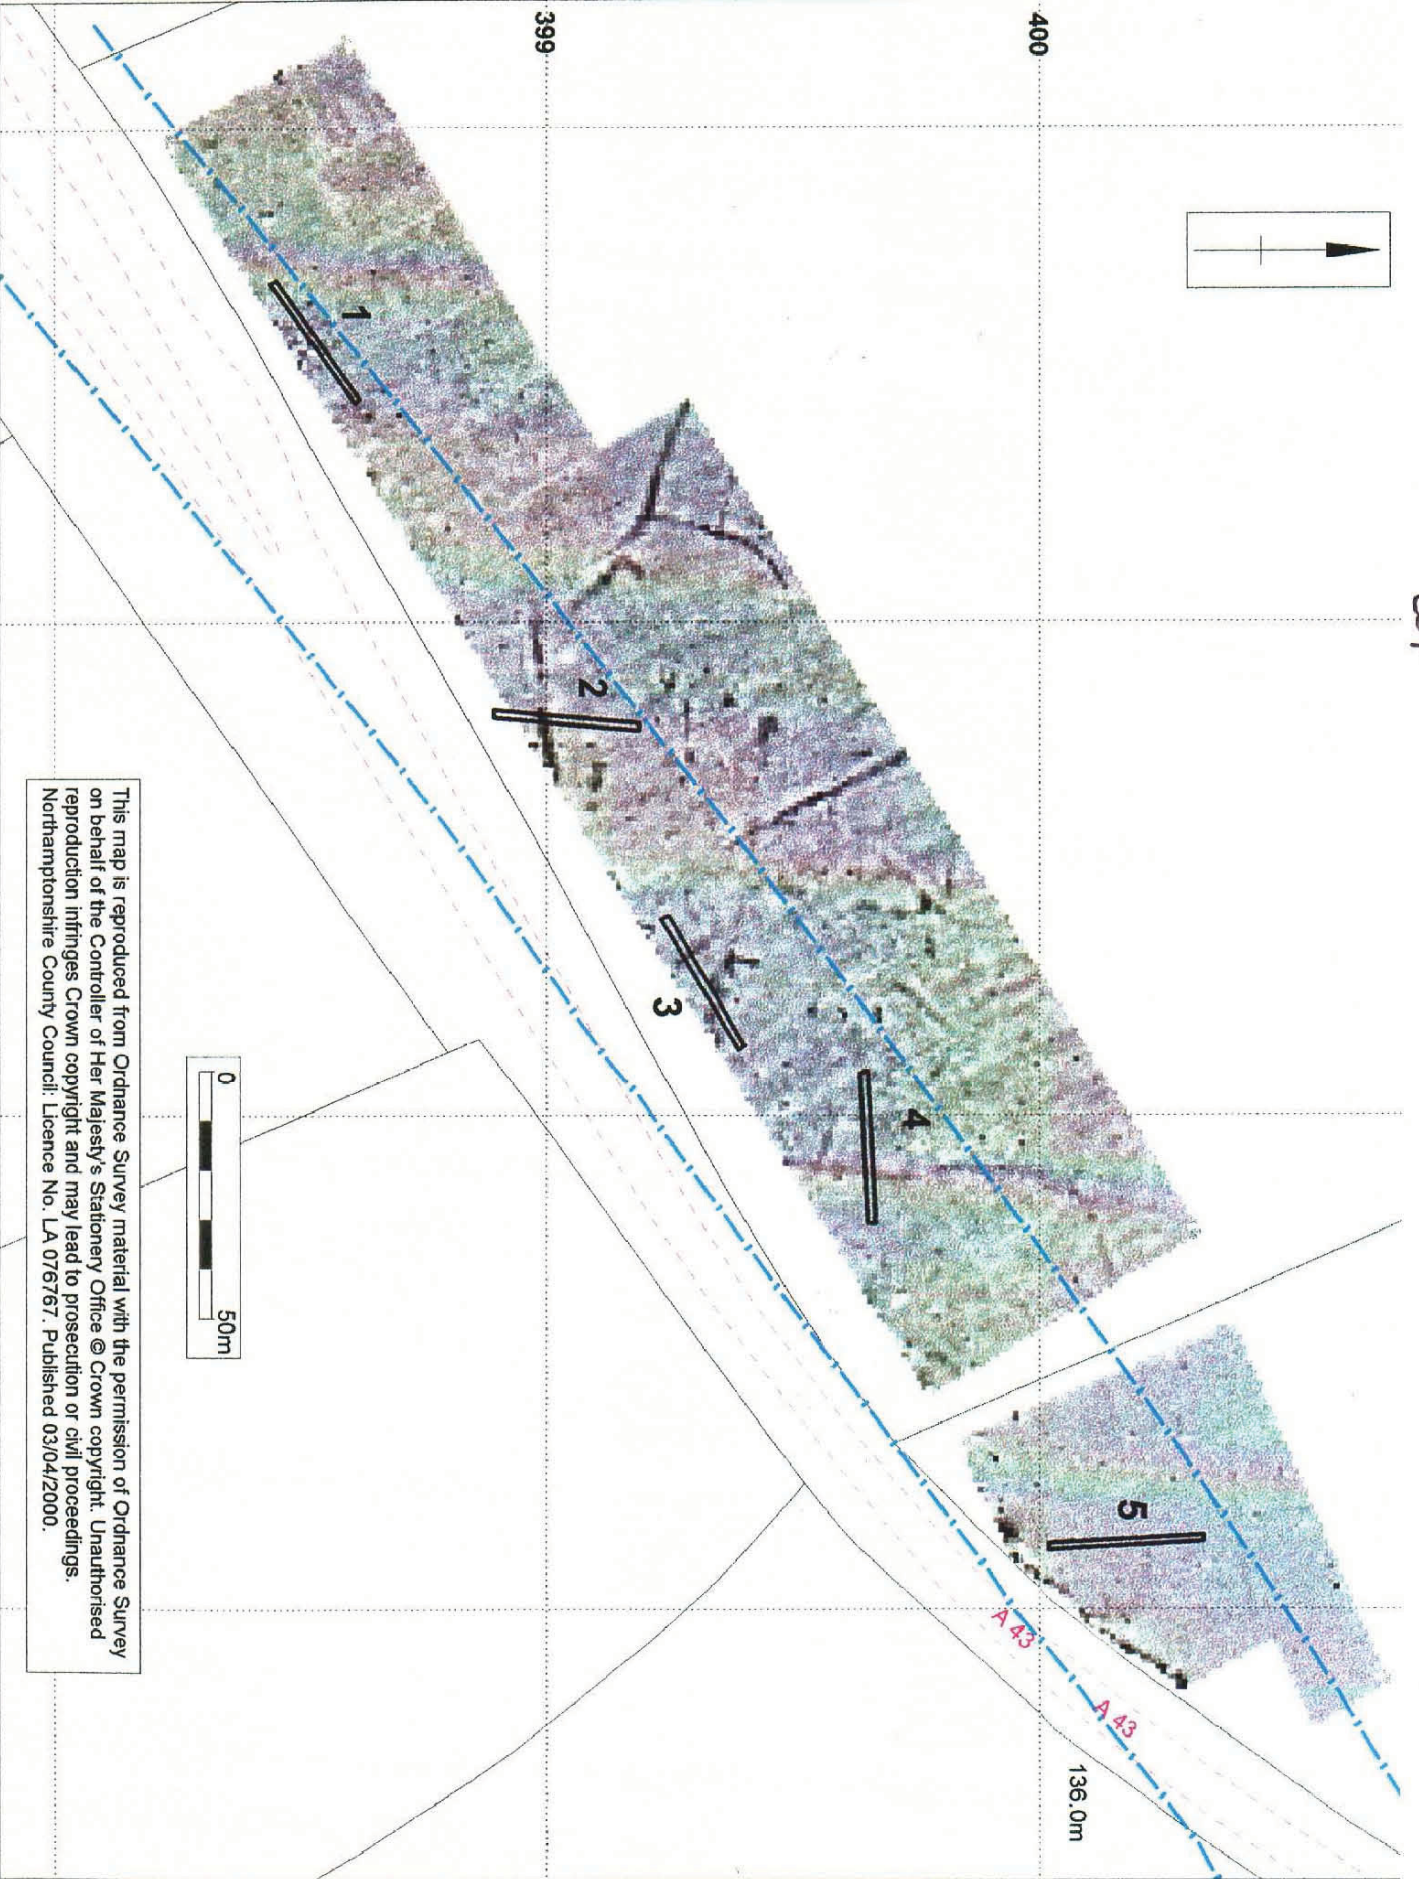 399
400
1
2
3
4
5
A 43
A 43
136.0m
0
50m
This map is reproduced from Ordnance Survey material with the permission of Ordnance Survey
on behalf of the Controller of Her Majesty's Stationery Office © Crown copyright. Unauthorised
reproduction infringes Crown copyright and may lead to prosecution or civil proceedings.
Northamptonshire County Council: Licence No. LA 076767. Published 03/04/2000.